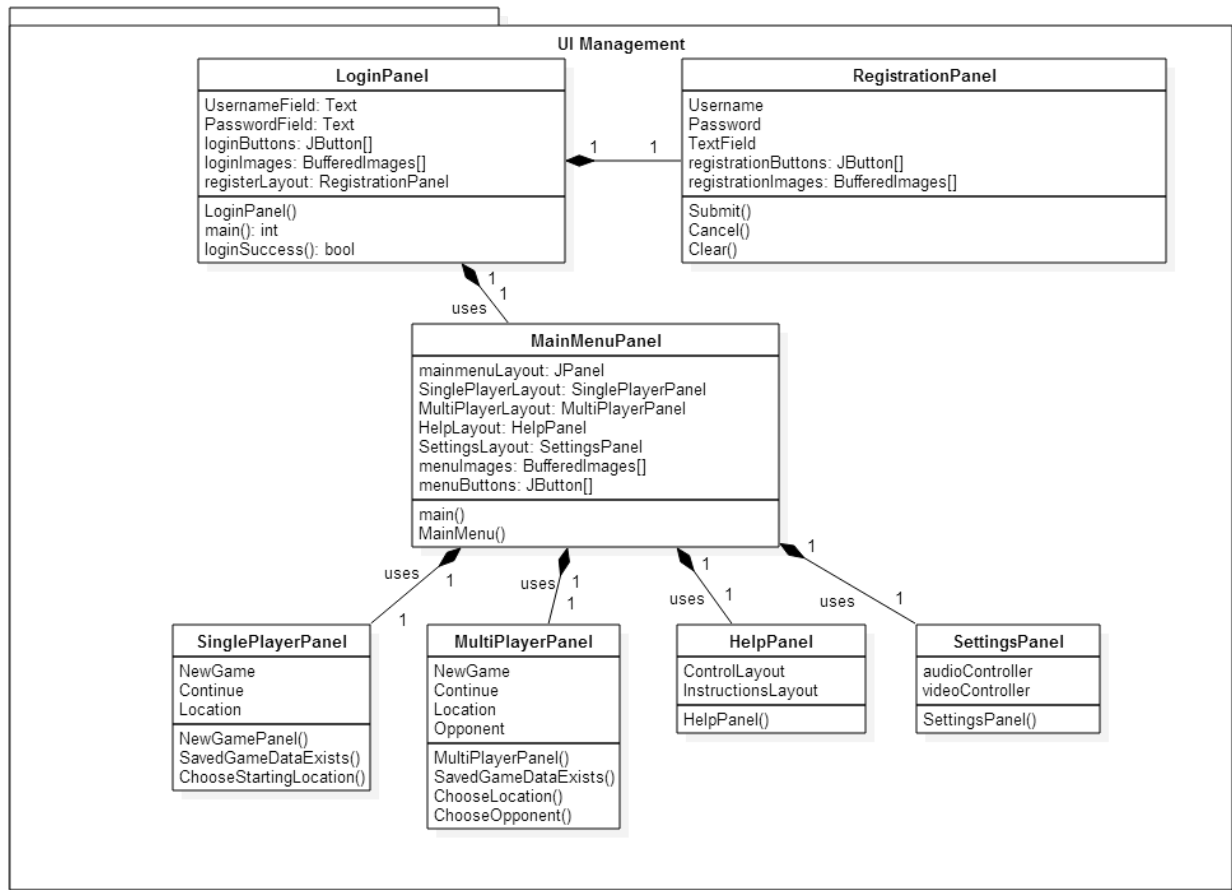 UI Management
LoginPanel
UsernameField: Text
PasswordField: Text
loginButtons: JButton[]
loginImages: BufferedImages[]
registerLayout: RegistrationPanel
LoginPanel()
main(): int
loginSuccess(): bool
1
1
RegistrationPanel
Username
Password
TextField
registrationButtons: JButton[]
registrationImages: BufferedImages[]
Submit()
Cancel()
Clear()
1
1
uses
MainMenuPanel
mainmenuLayout: JPanel
SinglePlayerLayout: SinglePlayerPanel
MultiPlayerLayout: MultiPlayerPanel
HelpLayout: HelpPanel
SettingsLayout: SettingsPanel
menuImages: BufferedImages[]
menuButtons: JButton[]
main()
MainMenu()
uses
1
1
uses
1
1
uses
1
1
uses
1
1
SinglePlayerPanel
NewGame
Continue
Location
NewGamePanel()
SavedGameDataExists()
ChooseStartingLocation()
MultiPlayerPanel
NewGame
Continue
Location
Opponent
MultiPlayerPanel()
SavedGameDataExists()
ChooseLocation()
ChooseOpponent()
HelpPanel
ControlLayout
InstructionsLayout
HelpPanel()
SettingsPanel
audioController
videoController
SettingsPanel()